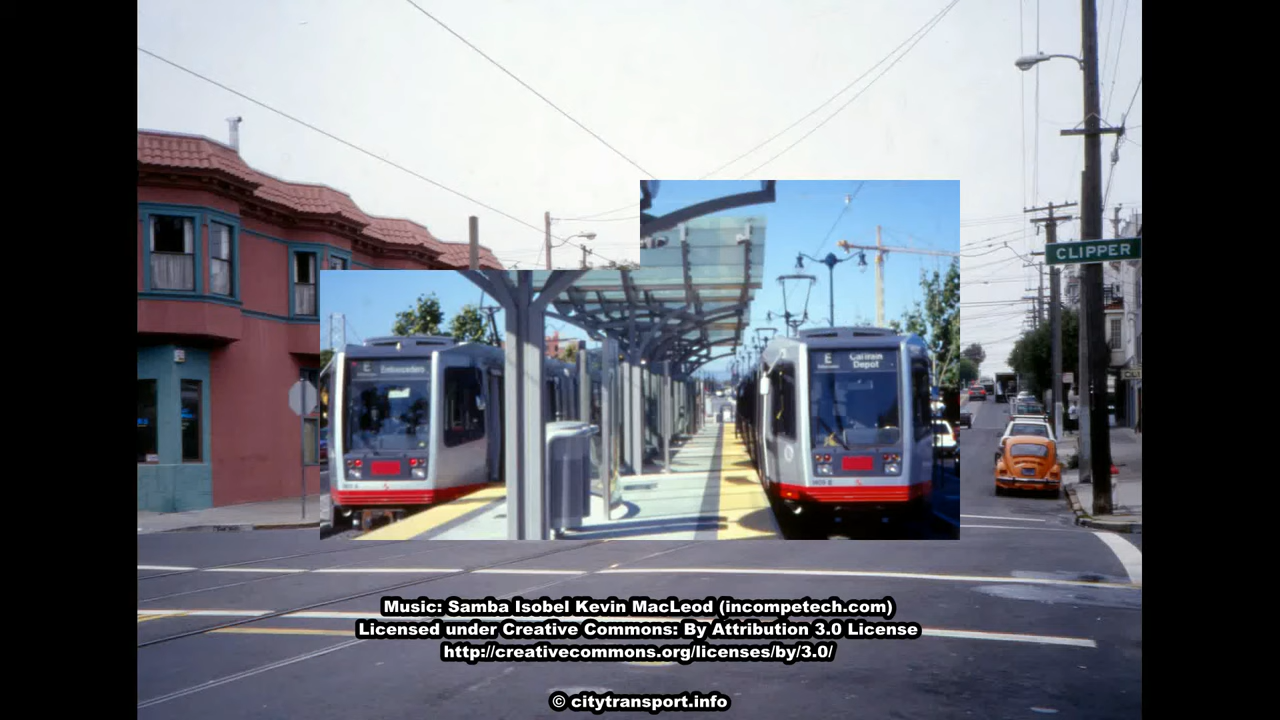 CLIPPER
E Embarcadero
E Caltrain
Depot
Music: Samba Isobel Kevin MacLeod (incompetech.com)
Licensed under Creative Commons: By Attribution 3.0 License
http://creativecommons.org/licenses/by/3.0/
© citytransport.info